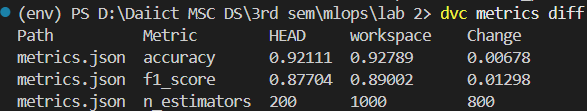 (env) PS D:\Daiict MSC DS\3rd sem\mlops\lab 2> dvc metrics diff
Path Metric HEAD workspace Change
metrics.json accuracy 0.92111 0.92789 0.00678
metrics.json f1_score 0.87704 0.89002 0.01298
metrics.json n_estimators 200 1000 800